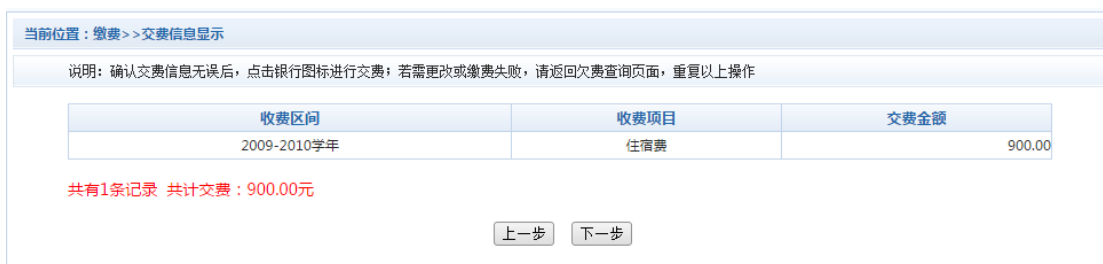 当前位置：缴费>>交费信息显示
说明：确认交费信息无误后，点击银行图标进行交费；若需更改或缴费失败，请返回欠费查询页面，重复以上操作
收费区间 收费项目 交费金额
2009-2010学年 住宿费 900.00
共有1条记录 共计交费：900.00元
上一步 下一步